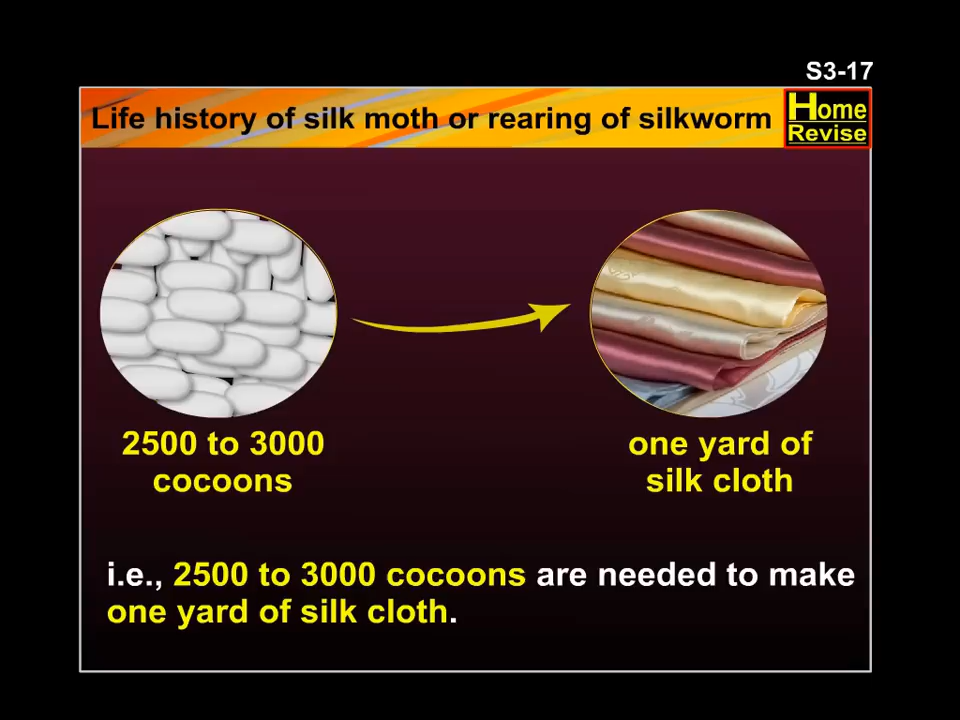 S3-17
Life history of silk moth or rearing of silkworm
Home
Revise
2500 to 3000
cocoons
one yard of
silk cloth
i.e., 2500 to 3000 cocoons are needed to make
one yard of silk cloth.